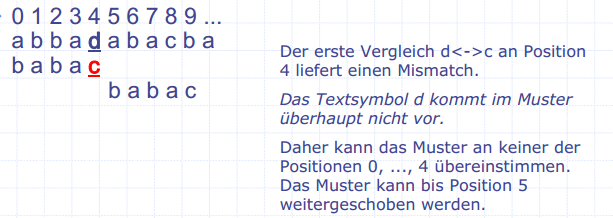 0 1 2 3 4 5 6 7 8 9 ...
a b b a d a b a c b a
b a b a c
b a b a c
Der erste Vergleich d<->c an Position
4 liefert einen Mismatch.
Das Textsymbol d kommt im Muster
überhaupt nicht vor.
Daher kann das Muster an keiner der
Positionen 0, ..., 4 übereinstimmen.
Das Muster kann bis Position 5
weitergeschoben werden.